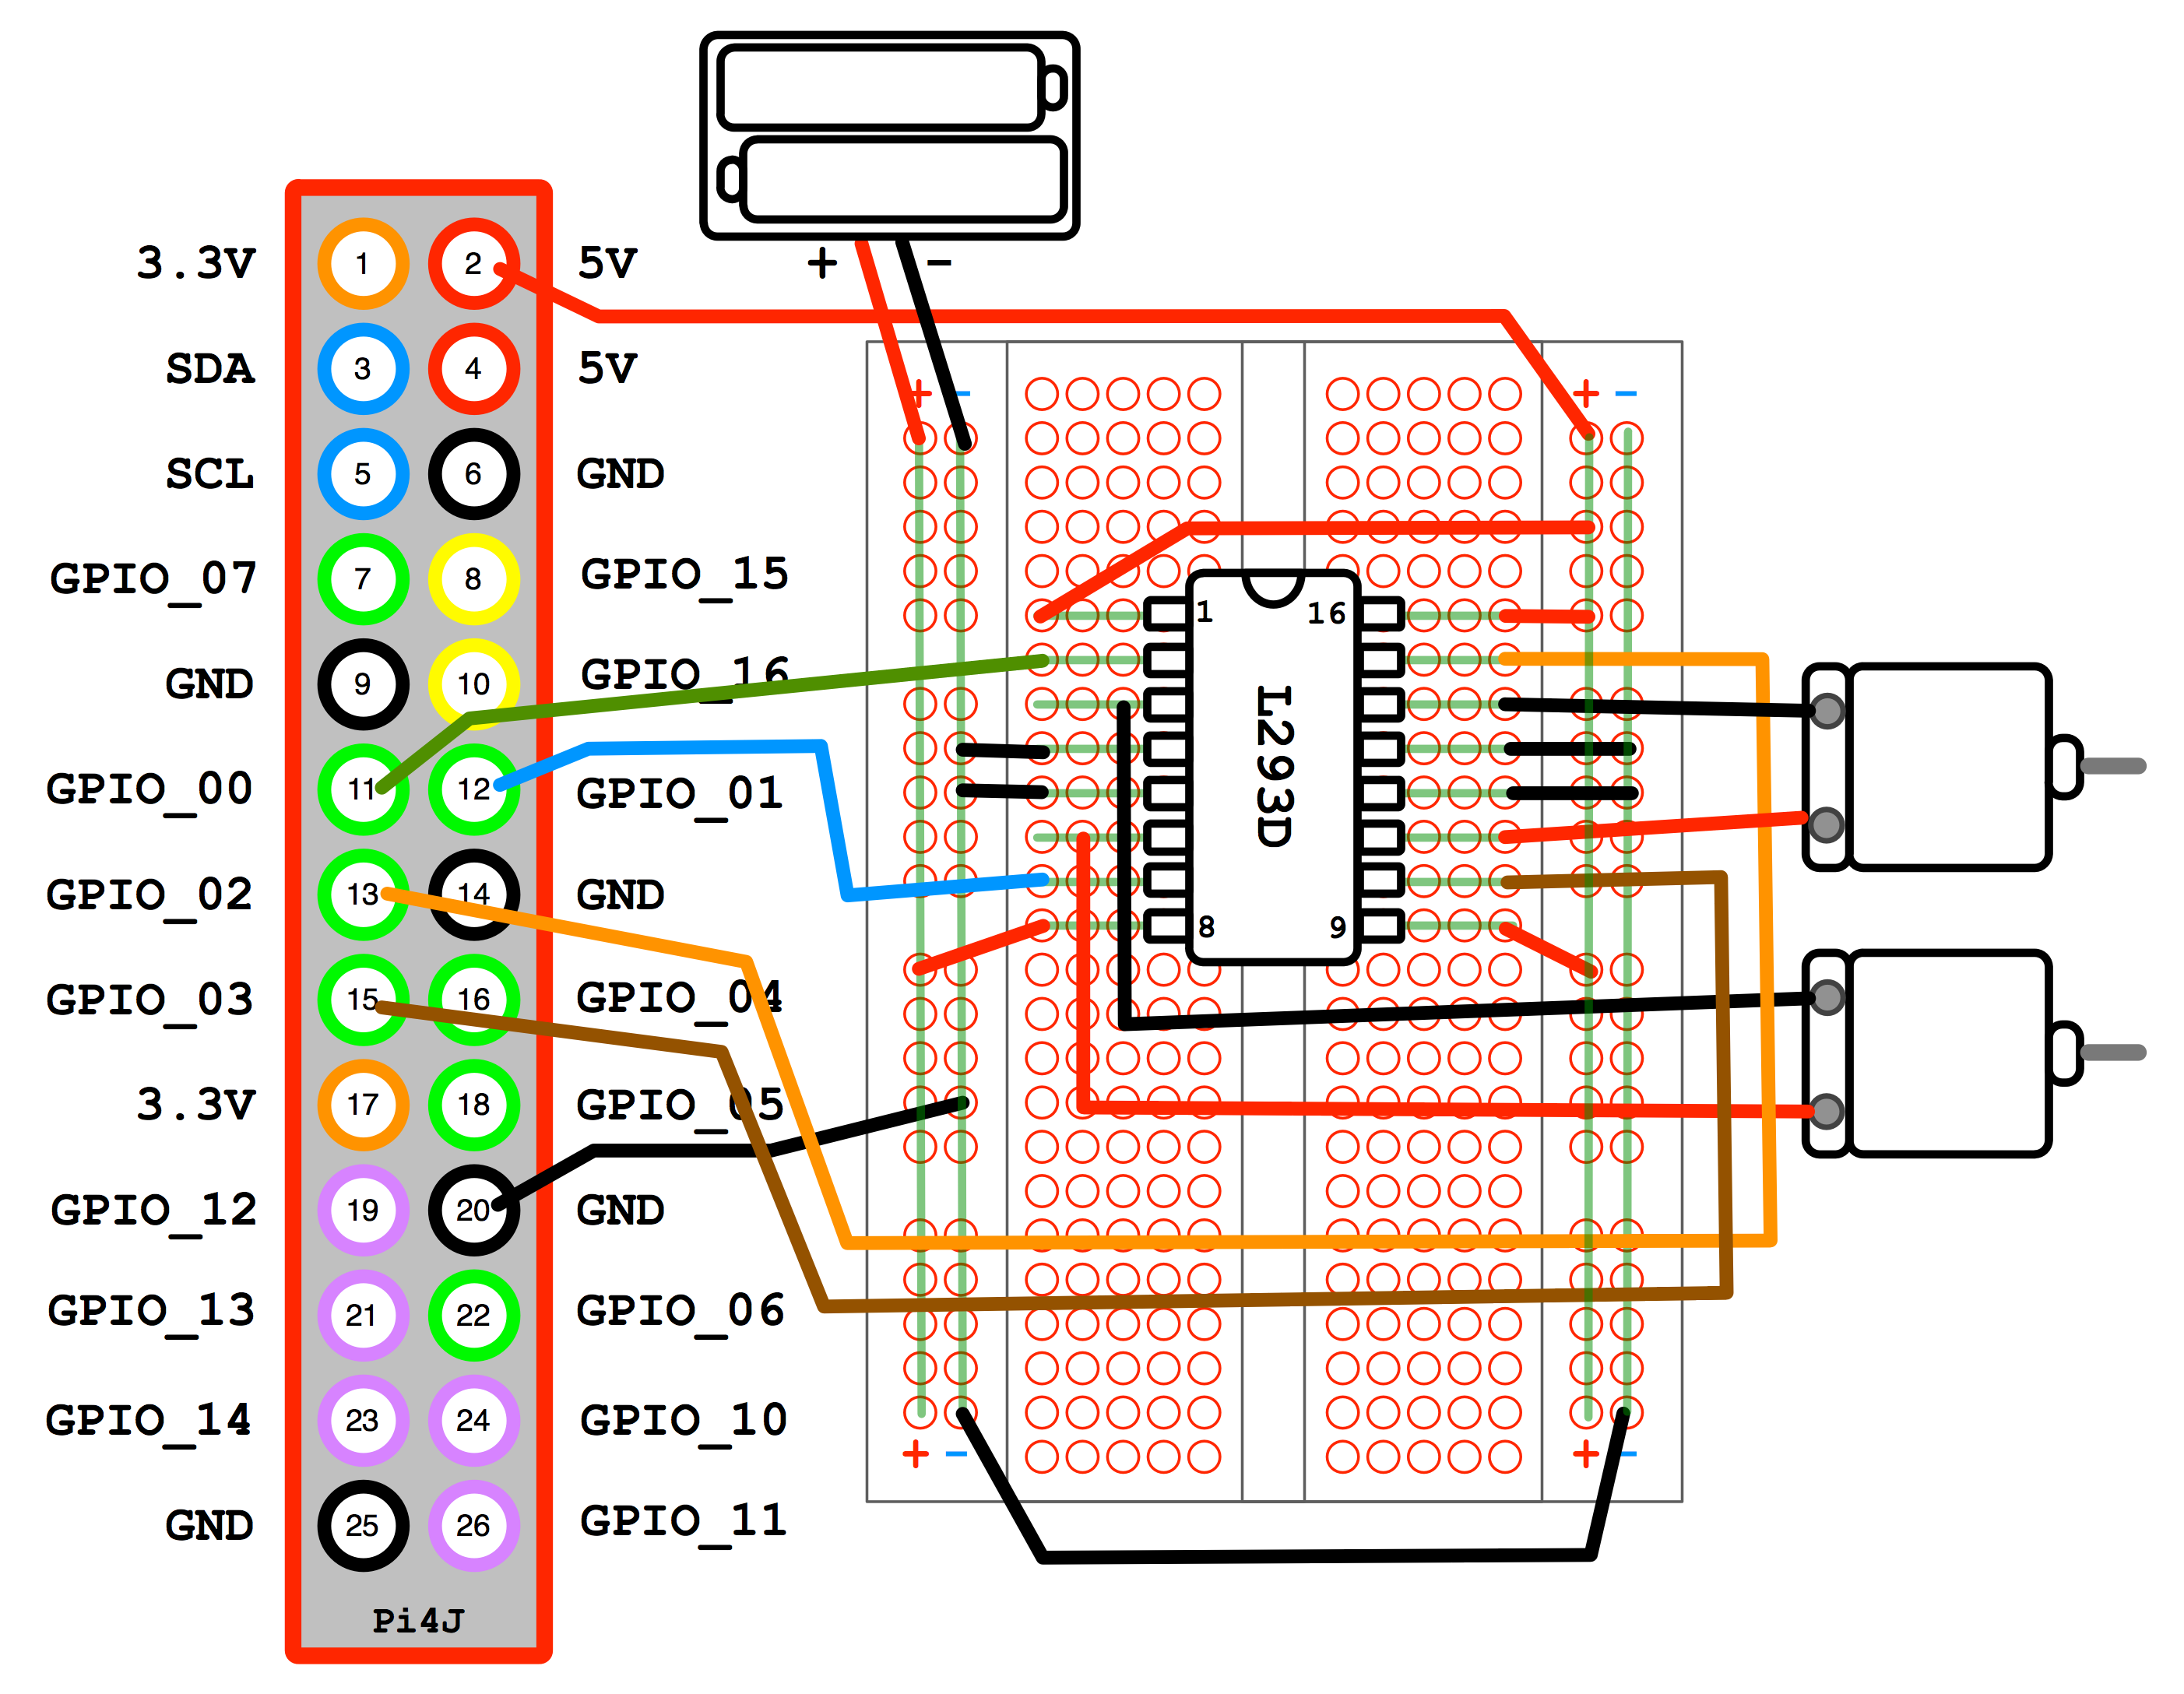 + −
3.3V 1 2 5V
+ − + −
SDA 3 4 5V
SCL 5 6 GND
GPIO_07 7 8 GPIO_15
1 16
GND 9 10 GPIO_16
L293D
GPIO_00 11 12 GPIO_01
GPIO_02 13 14 GND
8 9
GPIO_03 15 16 GPIO_04
3.3V 17 18 GPIO_05
GPIO_12 19 20 GND
GPIO_13 21 22 GPIO_06
GPIO_14 23 24 GPIO_10
+ − + −
GND 25 26 GPIO_11
Pi4J